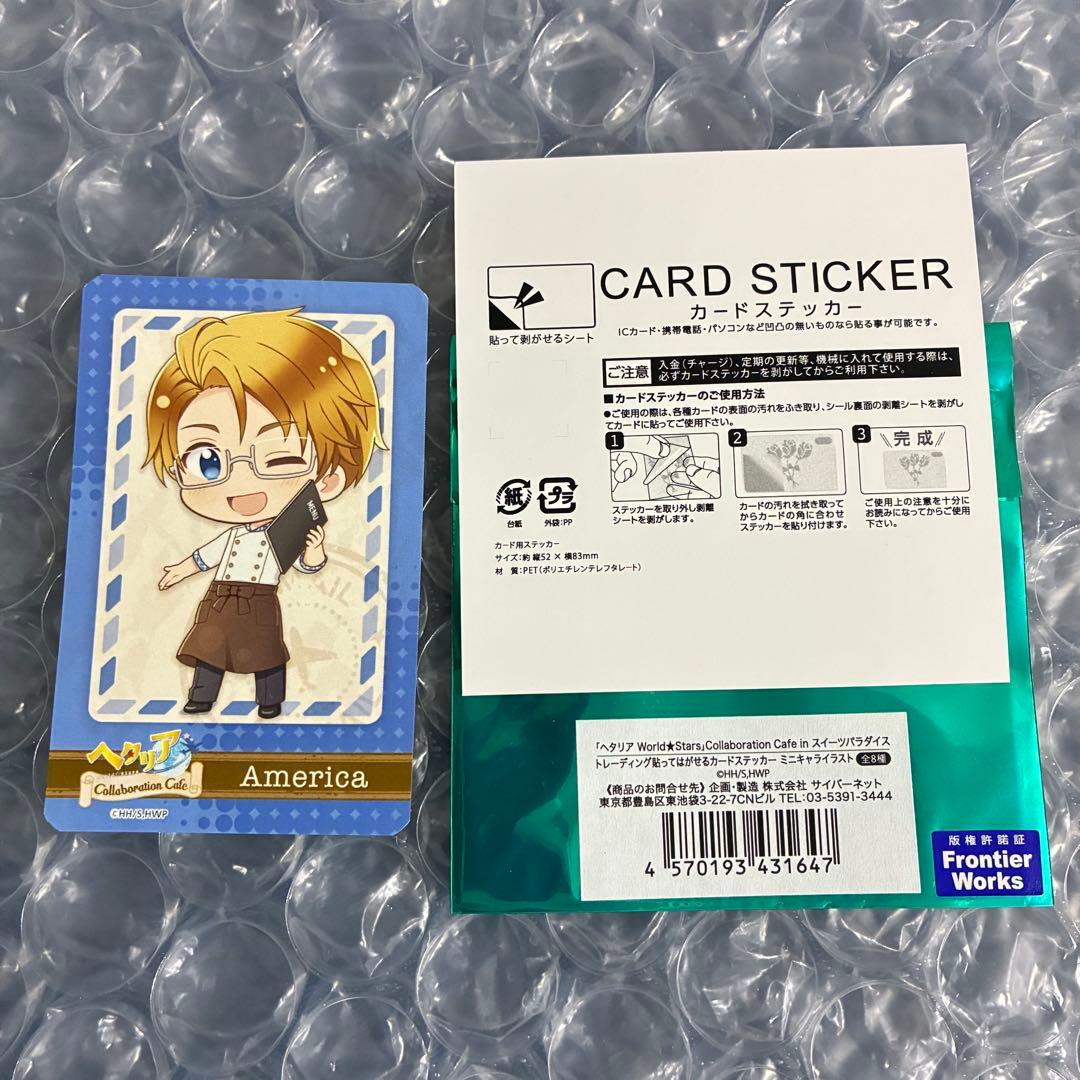 MENU
ヘタリア
Collaboration Cafe
America
©HH/S,HWP
CARD STICKER
カードステッカー
貼って剥がせるシート
ICカード・携帯電話・パソコンなど凹凸の無いものなら貼る事が可能です。
ご注意
入金(チャージ)、定期の更新等、機械に入れて使用する際は、
必ずカードステッカーを剥がしてからご利用下さい。
■カードステッカーのご使用方法
●ご使用の際は、各種カードの表面の汚れをふき取り、シール裏面の剥離シートを剥がし
てカードに貼ってご使用下さい。
1
2
3
完成
ステッカーを取り外し剥離
シートを剥がします。
カードの汚れを拭き取って
からカードの角に合わせ
ステッカーを貼り付けます。
ご使用上の注意を十分に
お読みになってからご使用
下さい。
紙
台紙
プラ
外袋:PP
カード用ステッカー
サイズ:約 縦52 × 横83mm
材　質:PET(ポリエチレンテレフタレート)
「ヘタリア World★Stars」Collaboration Cafe in スイーツパラダイス
トレーディング貼ってはがせるカードステッカー ミニキャライラスト 全8種
©HH/S,HWP
《商品のお問合せ先》 企画・製造 株式会社 サイバーネット
東京都豊島区東池袋3-22-7CNビル TEL:03-5391-3444
4 570193 431647
版権許諾証
Frontier
Works